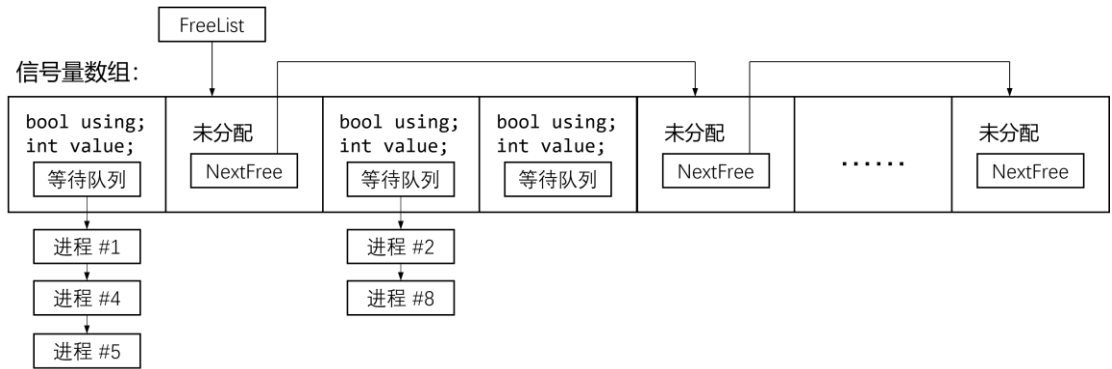 FreeList
信号量数组：
bool using;
int value;
等待队列
未分配
NextFree
bool using;
int value;
等待队列
bool using;
int value;
等待队列
未分配
NextFree
......
未分配
NextFree
进程 #1
进程 #4
进程 #5
进程 #2
进程 #8